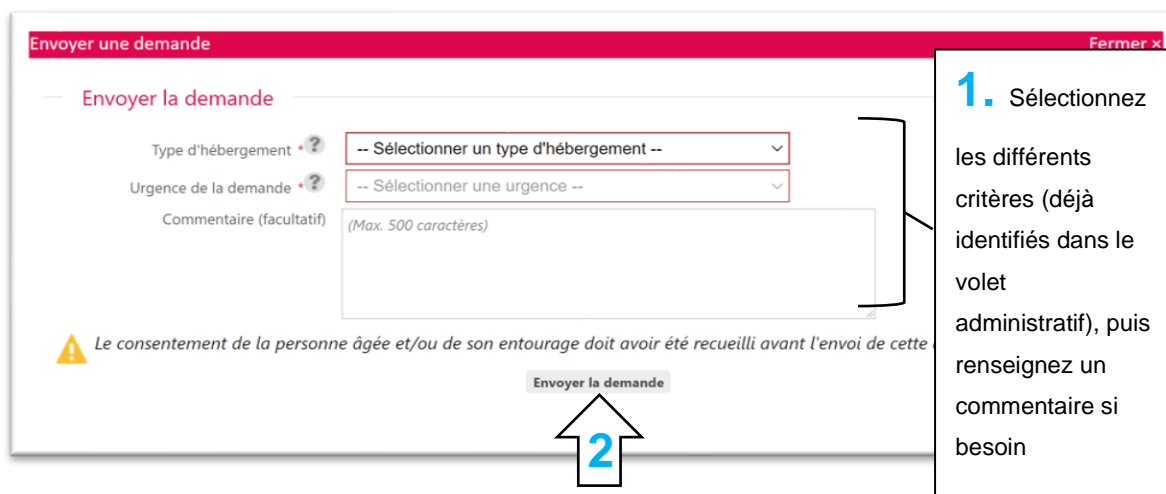 Envoyer une demande
Fermer ×
Envoyer la demande
Type d'hébergement * ?
-- Sélectionner un type d'hébergement --
Urgence de la demande * ?
-- Sélectionner une urgence --
Commentaire (facultatif)
(Max. 500 caractères)
Le consentement de la personne âgée et/ou de son entourage doit avoir été recueilli avant l'envoi de cette
Envoyer la demande
2
1. Sélectionnez
les différents
critères (déjà
identifiés dans le
volet
administratif), puis
renseignez un
commentaire si
besoin